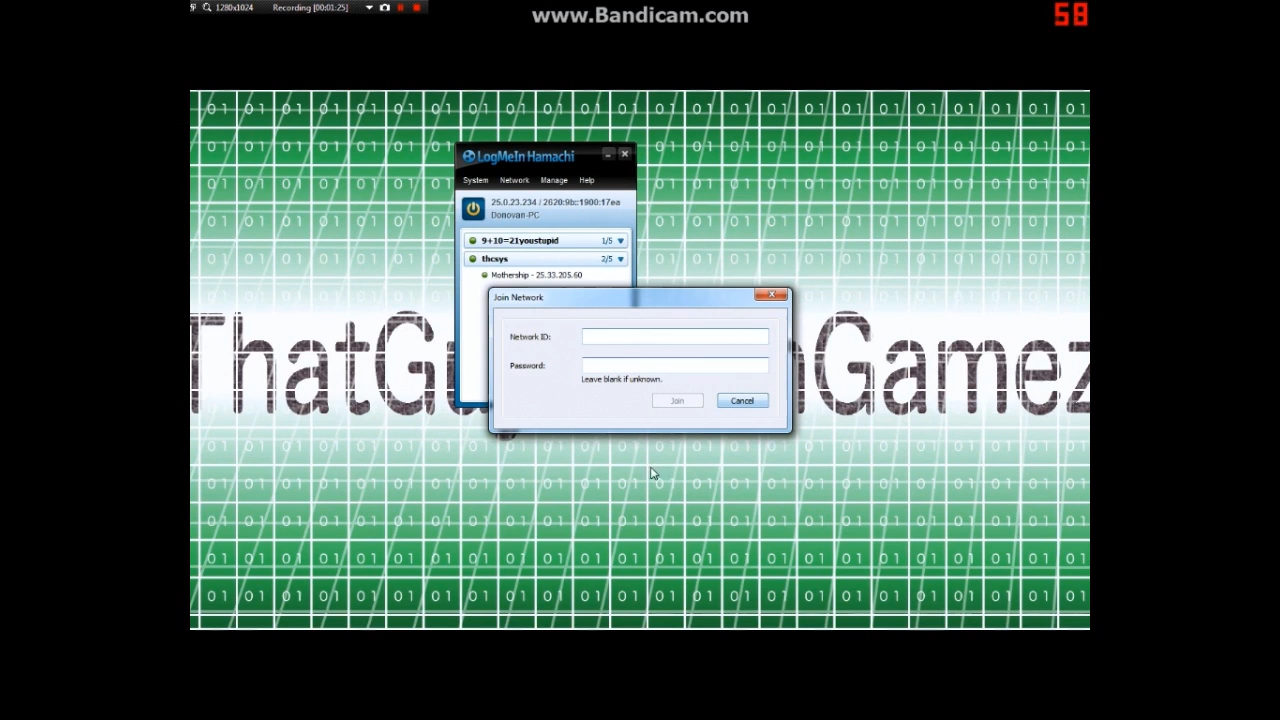 1280x1024 Recording [00:01:25]
www.Bandicam.com
58
LogMeIn Hamachi
System Network Manage Help
25.0.23.234 / 2620:9b::1900:17ea
Donovan-PC
9+10=21youstupid 1/5
thcsys 2/5
Mothership - 25.33.205.60
Join Network
Network ID:
Password:
Leave blank if unknown.
Join Cancel